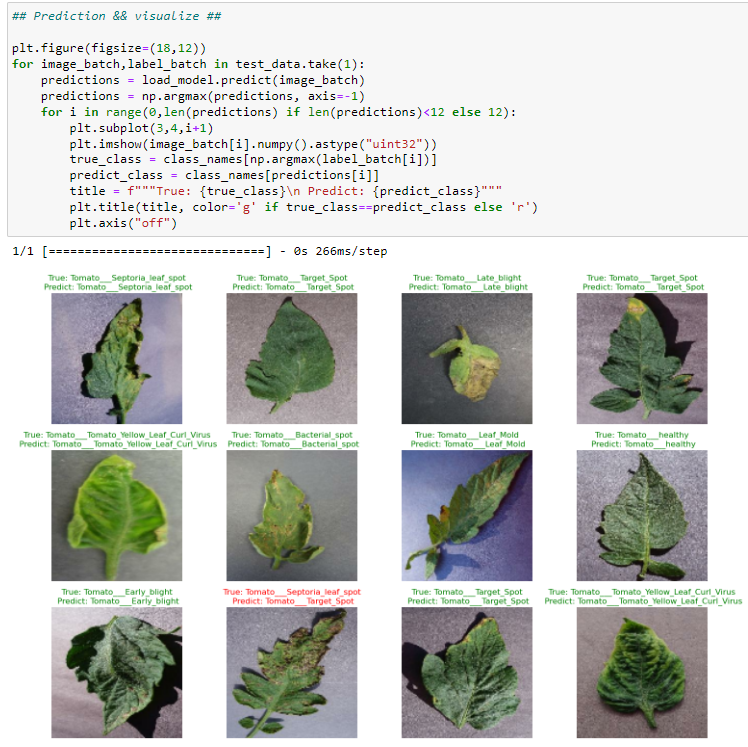 ## Prediction && visualize ##
plt.figure(figsize=(18,12))
for image_batch,label_batch in test_data.take(1):
    predictions = load_model.predict(image_batch)
    predictions = np.argmax(predictions, axis=-1)
    for i in range(0,len(predictions) if len(predictions)<12 else 12):
        plt.subplot(3,4,i+1)
        plt.imshow(image_batch[i].numpy().astype("uint32"))
        true_class = class_names[np.argmax(label_batch[i])]
        predict_class = class_names[predictions[i]]
        title = f"""True: {true_class}\n Predict: {predict_class}"""
        plt.title(title, color='g' if true_class==predict_class else 'r')
        plt.axis("off")
1/1 [==============================] - 0s 266ms/step
True: Tomato___Septoria_leaf_spot
Predict: Tomato___Septoria_leaf_spot
True: Tomato___Target_Spot
Predict: Tomato___Target_Spot
True: Tomato___Late_blight
Predict: Tomato___Late_blight
True: Tomato___Target_Spot
Predict: Tomato___Target_Spot
True: Tomato___Tomato_Yellow_Leaf_Curl_Virus
Predict: Tomato___Tomato_Yellow_Leaf_Curl_Virus
True: Tomato___Bacterial_spot
Predict: Tomato___Bacterial_spot
True: Tomato___Leaf_Mold
Predict: Tomato___Leaf_Mold
True: Tomato___healthy
Predict: Tomato___healthy
True: Tomato___Early_blight
Predict: Tomato___Early_blight
True: Tomato___Septoria_leaf_spot
Predict: Tomato___Target_Spot
True: Tomato___Target_Spot
Predict: Tomato___Target_Spot
True: Tomato___Tomato_Yellow_Leaf_Curl_Virus
Predict: Tomato___Tomato_Yellow_Leaf_Curl_Virus